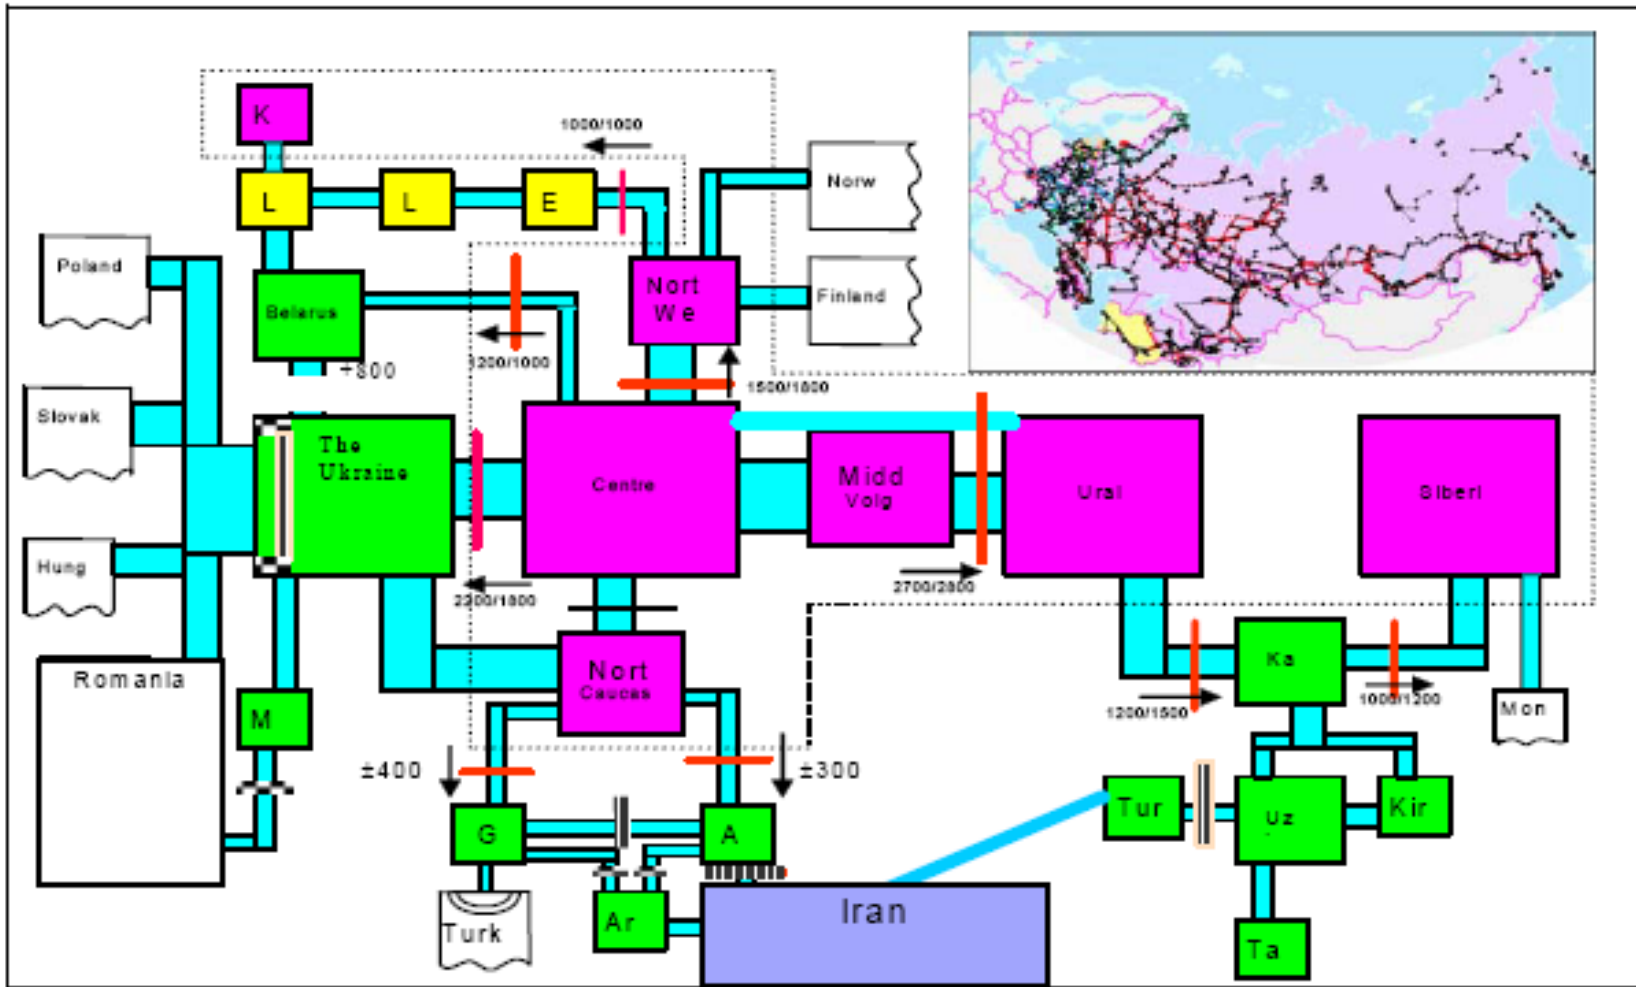 K
1000/1000
L
L
E
Norw
Poland
Nort
We
Finland
Belarus
1200/1000
+800
1500/1800
Slovak
The
Ukraine
Centre
Midd
Volg
Ural
Siberi
Hung
2200/1800
2700/2800
Romania
Nort
Caucas
Ka
M
1200/1500
1000/1200
Mon
±400
±300
G
A
Tur
Uz
Kir
Turk
Ar
Iran
Ta